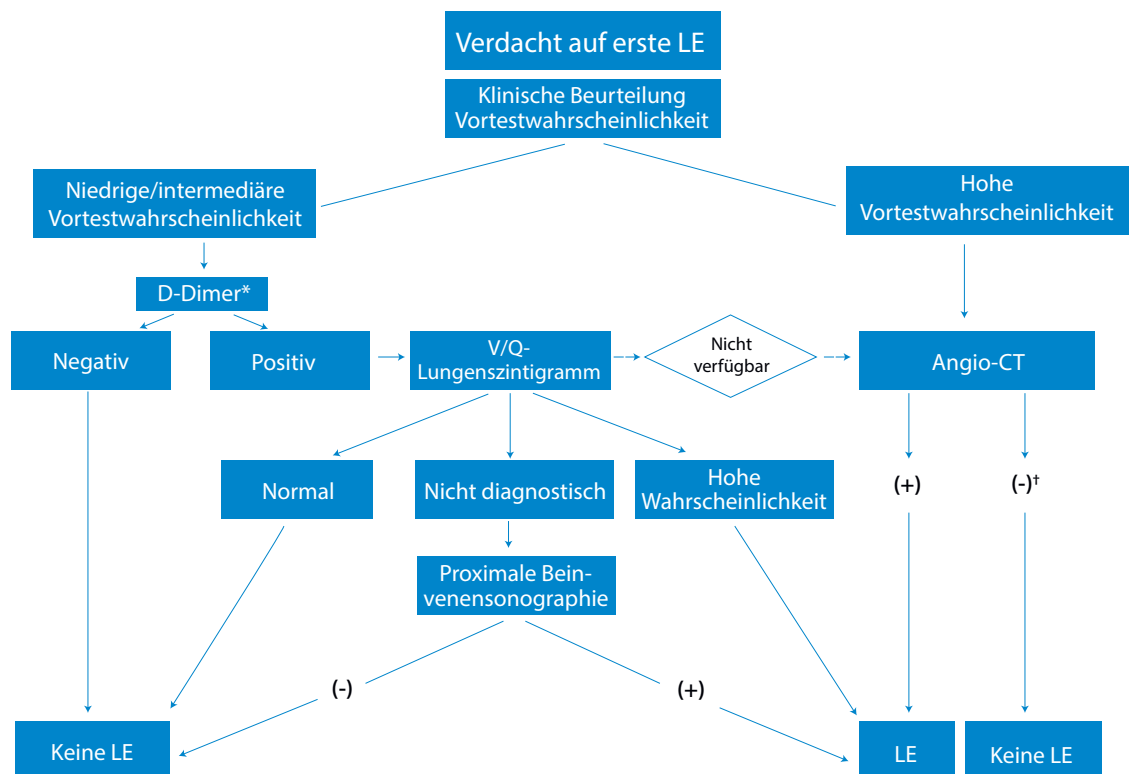 Verdacht auf erste LE
Klinische Beurteilung
Vortestwahrscheinlichkeit
Niedrige/intermediäre
Vortestwahrscheinlichkeit
Hohe
Vortestwahrscheinlichkeit
D-Dimer*
Negativ
Positiv
V/Q-
Lungenszintigramm
Nicht
verfügbar
Angio-CT
Normal
Nicht diagnostisch
Hohe
Wahrscheinlichkeit
(+)
(-)†
Proximale Bein-
venensonographie
(-)
(+)
Keine LE
LE
Keine LE